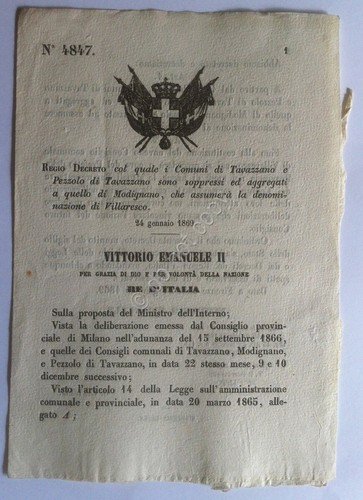 N° 4847.
1
REGIO DECRETO col quale i Comuni di Tavazzano e
Pezzolo di Tavazzano sono soppressi ed aggregati
a quello di Modignano, che assumerà la denomi-
nazione di Villaresco.
24 gennaio 1869
VITTORIO EMANUELE II
PER GRAZIA DI DIO E PER VOLONTÀ DELLA NAZIONE
RE D'ITALIA
Sulla proposta del Ministro dell'Interno;
Vista la deliberazione emessa dal Consiglio provin-
ciale di Milano nell'adunanza del 15 settembre 1866,
e quelle dei Consigli comunali di Tavazzano, Modignano,
e Pezzolo di Tavazzano, in data 22 stesso mese, 9 e 10
dicembre successivo;
Visto l'articolo 14 della Legge sull'amministrazione
comunale e provinciale, in data 20 marzo 1865, alle-
gato A;